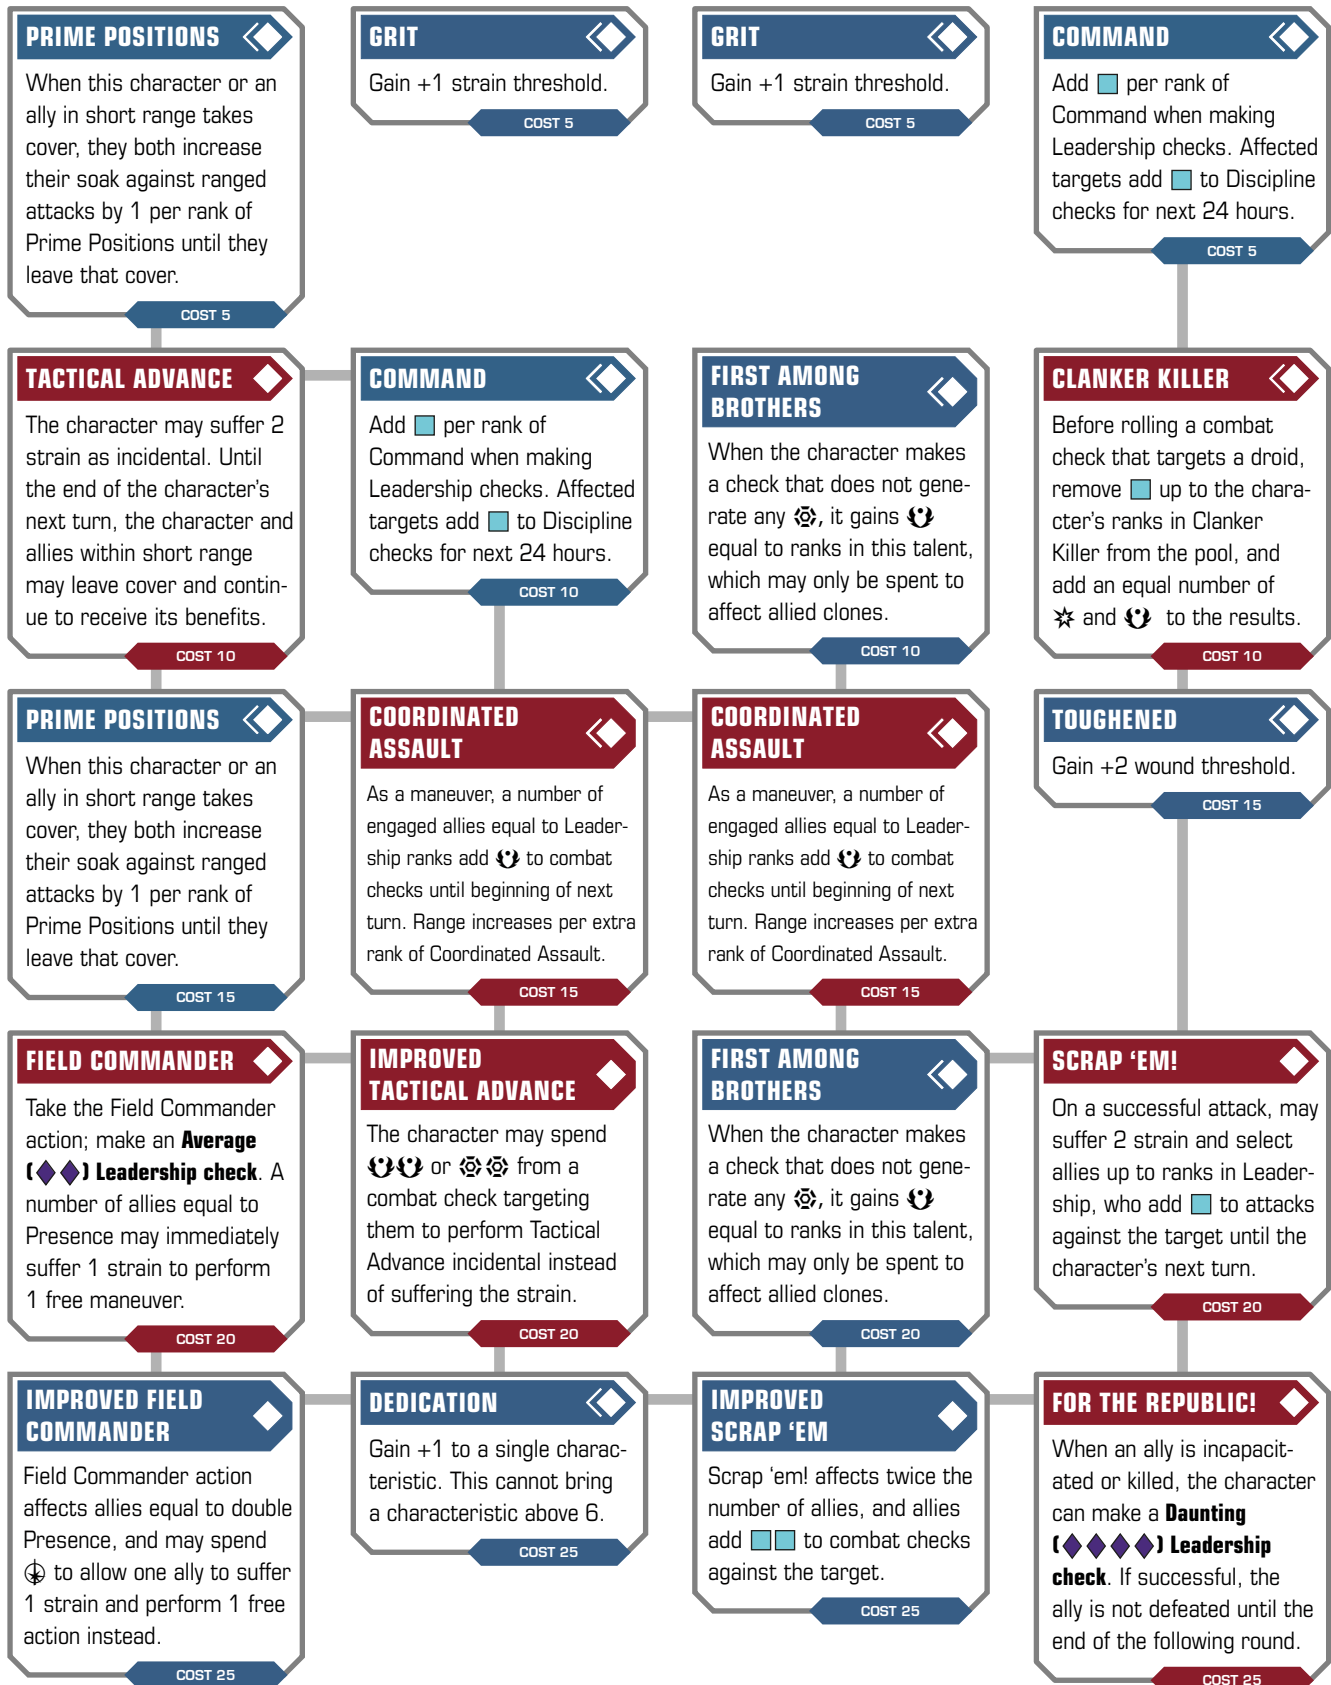 PRIME POSITIONS
When this character or an
ally in short range takes
cover, they both increase
their soak against ranged
attacks by 1 per rank of
Prime Positions until they
leave that cover.
COST 5
GRIT
Gain +1 strain threshold.
COST 5
GRIT
Gain +1 strain threshold.
COST 5
COMMAND
Add per rank of
Command when making
Leadership checks. Affected
targets add to Discipline
checks for next 24 hours.
COST 5
TACTICAL ADVANCE
The character may suffer 2
strain as incidental. Until
the end of the character's
next turn, the character and
allies within short range
may leave cover and contin-
ue to receive its benefits.
COST 10
COMMAND
Add per rank of
Command when making
Leadership checks. Affected
targets add to Discipline
checks for next 24 hours.
COST 10
FIRST AMONG
BROTHERS
When the character makes
a check that does not gene-
rate any , it gains
equal to ranks in this talent,
which may only be spent to
affect allied clones.
COST 10
CLANKER KILLER
Before rolling a combat
check that targets a droid,
remove up to the chara-
cter's ranks in Clanker
Killer from the pool, and
add an equal number of
and to the results.
COST 10
PRIME POSITIONS
When this character or an
ally in short range takes
cover, they both increase
their soak against ranged
attacks by 1 per rank of
Prime Positions until they
leave that cover.
COST 15
COORDINATED
ASSAULT
As a maneuver, a number of
engaged allies equal to Leader-
ship ranks add to combat
checks until beginning of next
turn. Range increases per extra
rank of Coordinated Assault.
COST 15
COORDINATED
ASSAULT
As a maneuver, a number of
engaged allies equal to Leader-
ship ranks add to combat
checks until beginning of next
turn. Range increases per extra
rank of Coordinated Assault.
COST 15
TOUGHENED
Gain +2 wound threshold.
COST 15
FIELD COMMANDER
Take the Field Commander
action; make an Average
( ) Leadership check. A
number of allies equal to
Presence may immediately
suffer 1 strain to perform
1 free maneuver.
COST 20
IMPROVED
TACTICAL ADVANCE
The character may spend
or from a
combat check targeting
them to perform Tactical
Advance incidental instead
of suffering the strain.
COST 20
FIRST AMONG
BROTHERS
When the character makes
a check that does not gene-
rate any , it gains
equal to ranks in this talent,
which may only be spent to
affect allied clones.
COST 20
SCRAP ‘EM!
On a successful attack, may
suffer 2 strain and select
allies up to ranks in Leader-
ship, who add to attacks
against the target until the
character's next turn.
COST 20
IMPROVED FIELD
COMMANDER
Field Commander action
affects allies equal to double
Presence, and may spend
to allow one ally to suffer
1 strain and perform 1 free
action instead.
COST 25
DEDICATION
Gain +1 to a single charac-
teristic. This cannot bring
a characteristic above 6.
COST 25
IMPROVED
SCRAP ‘EM
Scrap 'em! affects twice the
number of allies, and allies
add to combat checks
against the target.
COST 25
FOR THE REPUBLIC!
When an ally is incapacit-
ated or killed, the character
can make a Daunting
( ) Leadership
check. If successful, the
ally is not defeated until the
end of the following round.
COST 25